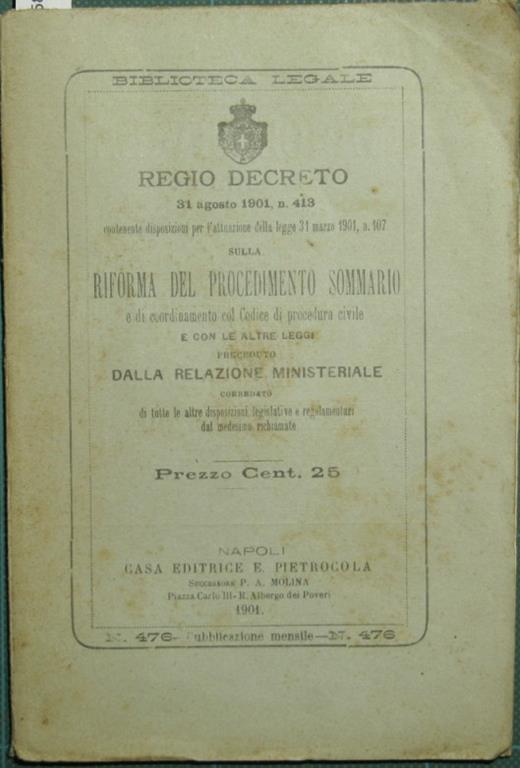 BIBLIOTECA LEGALE
REGIO DECRETO
31 agosto 1901, n. 413
contenente disposizioni per l'attuazione della legge 31 marzo 1901, n. 107
SULLA
RIFORMA DEL PROCEDIMENTO SOMMARIO
e di coordinamento col Codice di procedura civile
E CON LE ALTRE LEGGI
PRECEDUTO
DALLA RELAZIONE MINISTERIALE
CORREDATO
di tutte le altre disposizioni legislative e regolamentari
dal medesimo richiamate
Prezzo Cent. 25
NAPOLI
CASA EDITRICE E. PIETROCOLA
Successore P. A. MOLINA
Piazza Carlo III-R. Albergo dei Poveri
1901.
N. 476- Pubblicazione mensile—N. 476